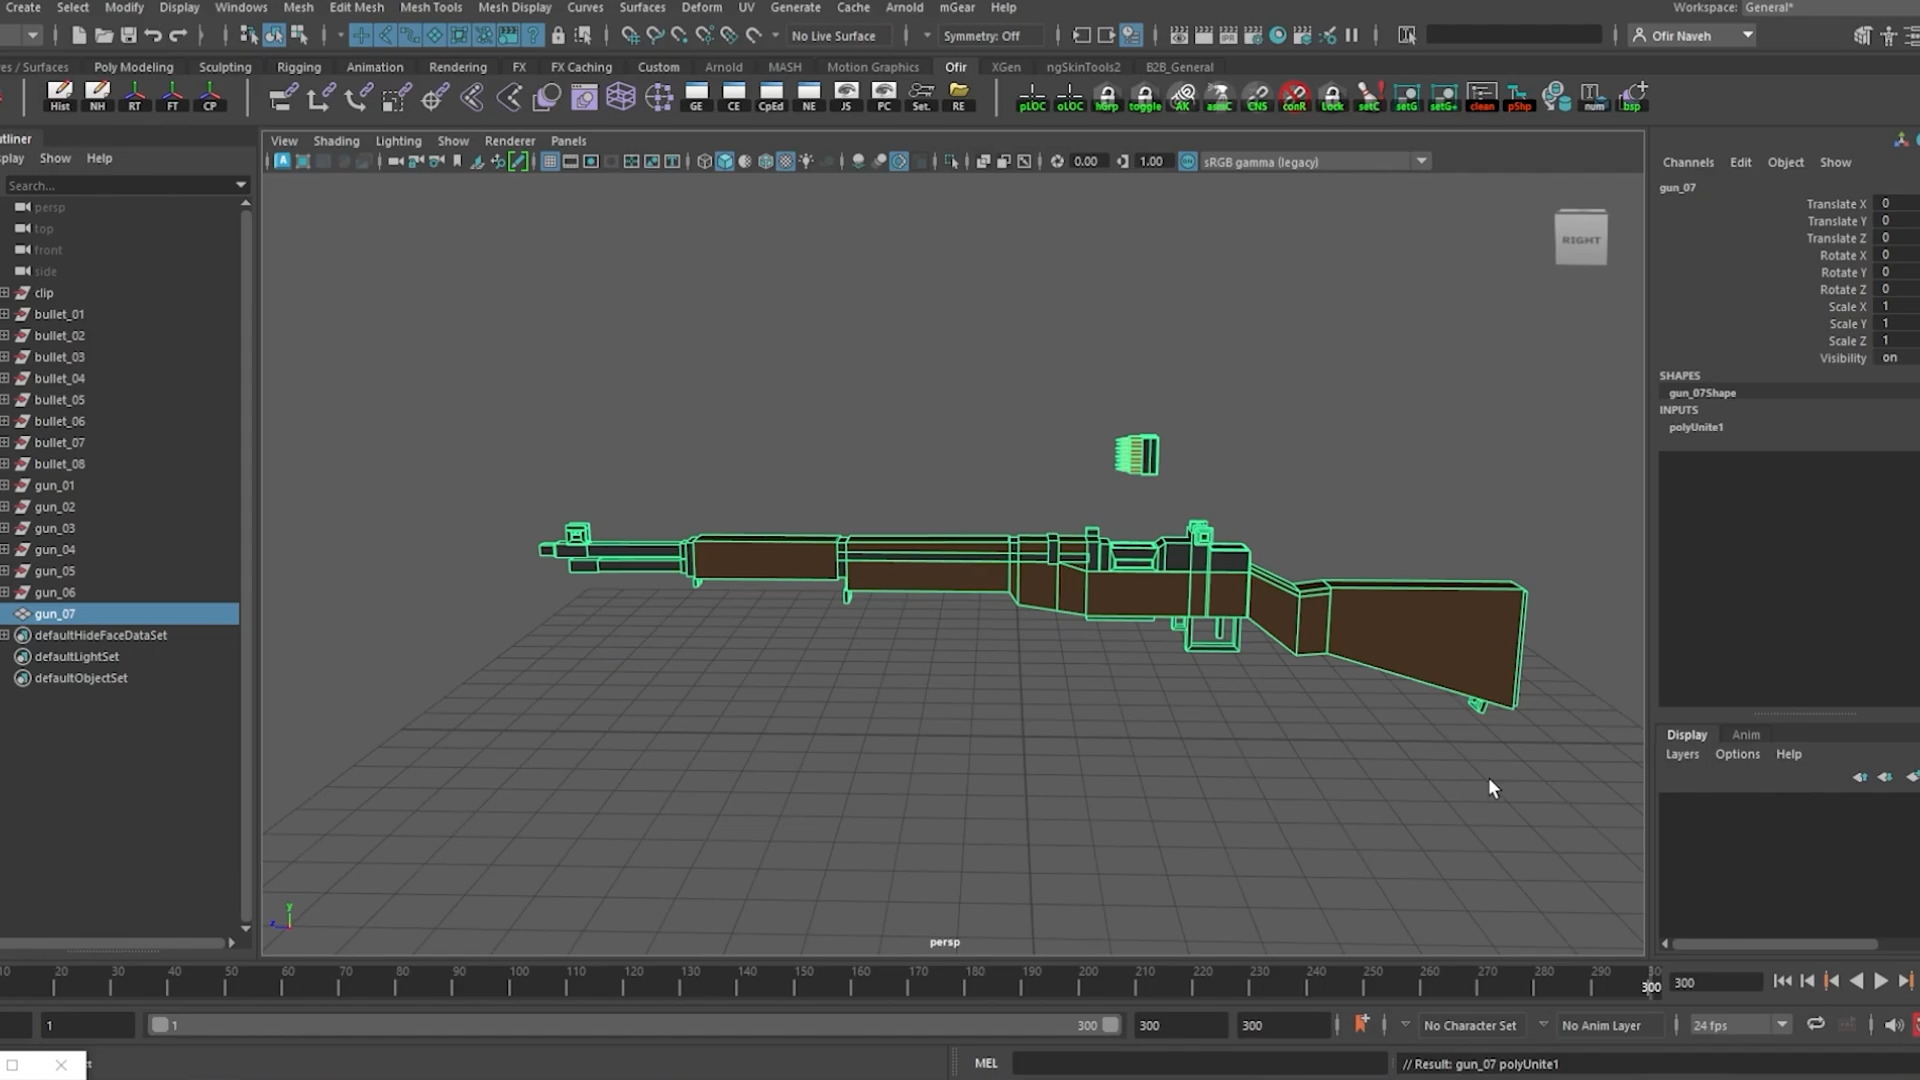 Create Select Modify Display Windows Mesh Edit Mesh Mesh Tools Mesh Display Curves Surfaces Deform UV Generate Cache Arnold mGear Help Workspace: General*
No Live Surface Symmetry: Off Ofir Naveh
es / Surfaces Poly Modeling Sculpting Rigging Animation Rendering FX FX Caching Custom Arnold MASH Motion Graphics Ofir XGen ngSkinTools2 B2B_General
Hist NH RT FT CP GE CE CpEd NE JS PC Set. RE pLOC oLOC hGrp toggle AK asmC CNS conR Lock setC setG setG+ clean pShp num bsp
utliner
splay Show Help
Search...
persp
top
front
side
clip
bullet_01
bullet_02
bullet_03
bullet_04
bullet_05
bullet_06
bullet_07
bullet_08
gun_01
gun_02
gun_03
gun_04
gun_05
gun_06
gun_07
defaultHideFaceDataSet
defaultLightSet
defaultObjectSet
View Shading Lighting Show Renderer Panels
0.00 1.00 sRGB gamma (legacy)
RIGHT
y
z
persp
Channels Edit Object Show
gun_07
Translate X 0
Translate Y 0
Translate Z 0
Rotate X 0
Rotate Y 0
Rotate Z 0
Scale X 1
Scale Y 1
Scale Z 1
Visibility on
SHAPES
gun_07Shape
INPUTS
polyUnite1
Display Anim
Layers Options Help
10 20 30 40 50 60 70 80 90 100 110 120 130 140 150 160 170 180 190 200 210 220 230 240 250 260 270 280 290 30
300 300
1 1 300 300 300 No Character Set No Anim Layer 24 fps
MEL // Result: gun_07 polyUnite1